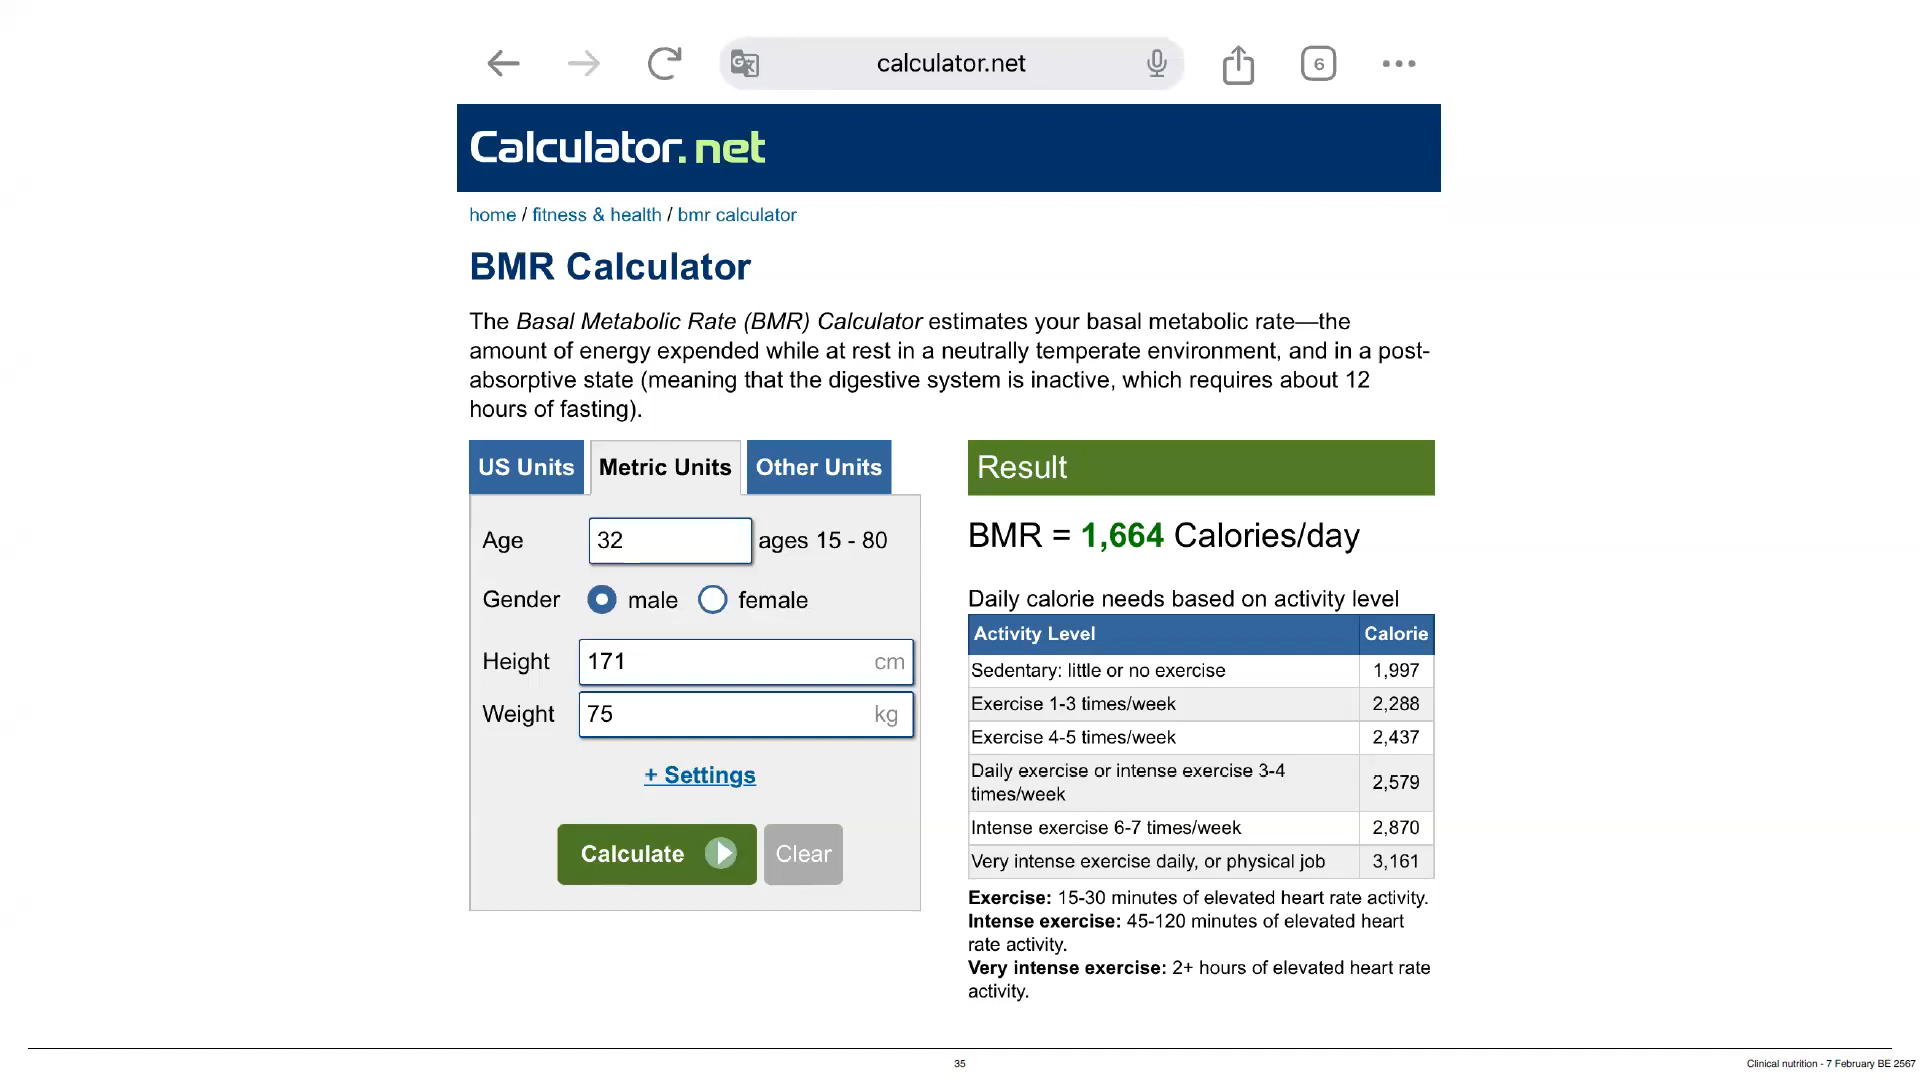 calculator.net
6
Calculator.net
home / fitness & health / bmr calculator
BMR Calculator
The Basal Metabolic Rate (BMR) Calculator estimates your basal metabolic rate—the
amount of energy expended while at rest in a neutrally temperate environment, and in a post-
absorptive state (meaning that the digestive system is inactive, which requires about 12
hours of fasting).
US Units Metric Units Other Units
Age 32 ages 15 - 80
Gender male female
Height 171 cm
Weight 75 kg
+ Settings
Calculate Clear
Result
BMR = 1,664 Calories/day
Daily calorie needs based on activity level
Activity Level Calorie
Sedentary: little or no exercise 1,997
Exercise 1-3 times/week 2,288
Exercise 4-5 times/week 2,437
Daily exercise or intense exercise 3-4
times/week 2,579
Intense exercise 6-7 times/week 2,870
Very intense exercise daily, or physical job 3,161
Exercise: 15-30 minutes of elevated heart rate activity.
Intense exercise: 45-120 minutes of elevated heart
rate activity.
Very intense exercise: 2+ hours of elevated heart rate
activity.
35
Clinical nutrition - 7 February BE 2567